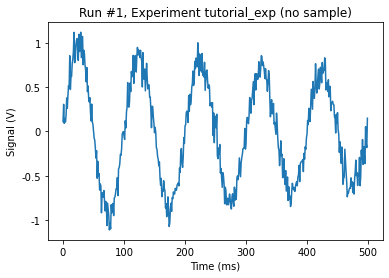 Run #1, Experiment tutorial_exp (no sample)
1
0.5
0
-0.5
-1
Signal (V)
0 100 200 300 400 500
Time (ms)